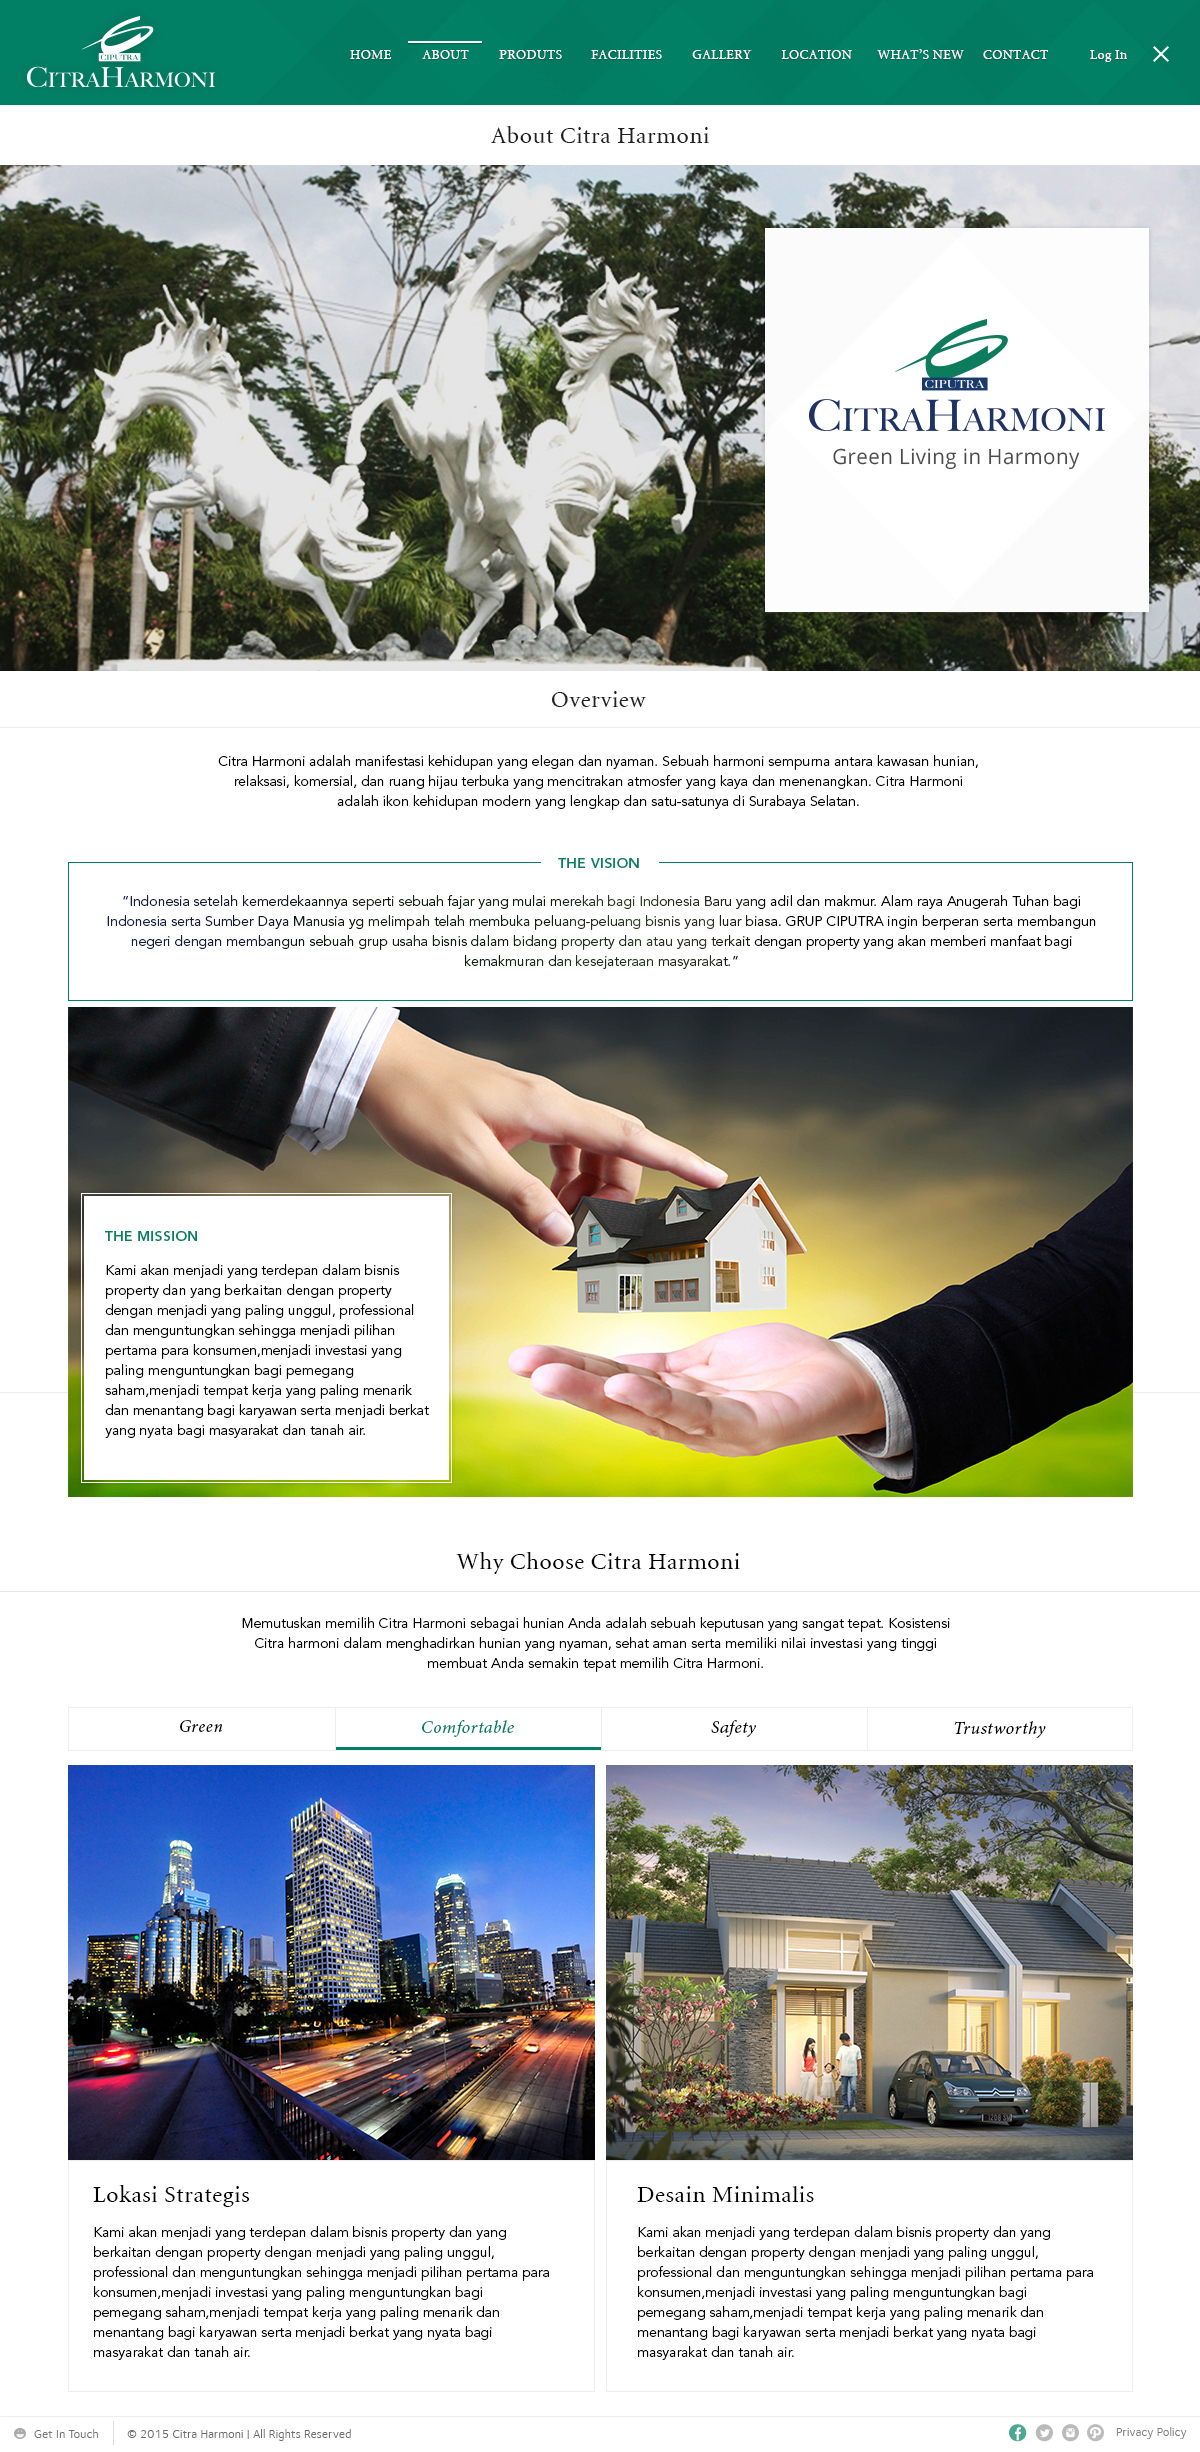 CIPUTRA
CITRAHARMONI
HOME ABOUT PRODUTS FACILITIES GALLERY LOCATION WHAT'S NEW CONTACT Log In
About Citra Harmoni
CIPUTRA
CITRAHARMONI
Green Living in Harmony
Overview
Citra Harmoni adalah manifestasi kehidupan yang elegan dan nyaman. Sebuah harmoni sempurna antara kawasan hunian,
relaksasi, komersial, dan ruang hijau terbuka yang mencitrakan atmosfer yang kaya dan menenangkan. Citra Harmoni
adalah ikon kehidupan modern yang lengkap dan satu-satunya di Surabaya Selatan.
THE VISION
"Indonesia setelah kemerdekaannya seperti sebuah fajar yang mulai merekah bagi Indonesia Baru yang adil dan makmur. Alam raya Anugerah Tuhan bagi
Indonesia serta Sumber Daya Manusia yg melimpah telah membuka peluang-peluang bisnis yang luar biasa. GRUP CIPUTRA ingin berperan serta membangun
negeri dengan membangun sebuah grup usaha bisnis dalam bidang property dan atau yang terkait dengan property yang akan memberi manfaat bagi
kemakmuran dan kesejateraan masyarakat."
THE MISSION
Kami akan menjadi yang terdepan dalam bisnis
property dan yang berkaitan dengan property
dengan menjadi yang paling unggul, professional
dan menguntungkan sehingga menjadi pilihan
pertama para konsumen,menjadi investasi yang
paling menguntungkan bagi pemegang
saham,menjadi tempat kerja yang paling menarik
dan menantang bagi karyawan serta menjadi berkat
yang nyata bagi masyarakat dan tanah air.
Why Choose Citra Harmoni
Memutuskan memilih Citra Harmoni sebagai hunian Anda adalah sebuah keputusan yang sangat tepat. Kosistensi
Citra harmoni dalam menghadirkan hunian yang nyaman, sehat aman serta memiliki nilai investasi yang tinggi
membuat Anda semakin tepat memilih Citra Harmoni.
Green Comfortable Safety Trustworthy
Lokasi Strategis
Kami akan menjadi yang terdepan dalam bisnis property dan yang
berkaitan dengan property dengan menjadi yang paling unggul,
professional dan menguntungkan sehingga menjadi pilihan pertama para
konsumen,menjadi investasi yang paling menguntungkan bagi
pemegang saham,menjadi tempat kerja yang paling menarik dan
menantang bagi karyawan serta menjadi berkat yang nyata bagi
masyarakat dan tanah air.
Desain Minimalis
Kami akan menjadi yang terdepan dalam bisnis property dan yang
berkaitan dengan property dengan menjadi yang paling unggul,
professional dan menguntungkan sehingga menjadi pilihan pertama para
konsumen,menjadi investasi yang paling menguntungkan bagi
pemegang saham,menjadi tempat kerja yang paling menarik dan
menantang bagi karyawan serta menjadi berkat yang nyata bagi
masyarakat dan tanah air.
Get In Touch © 2015 Citra Harmoni | All Rights Reserved Privacy Policy